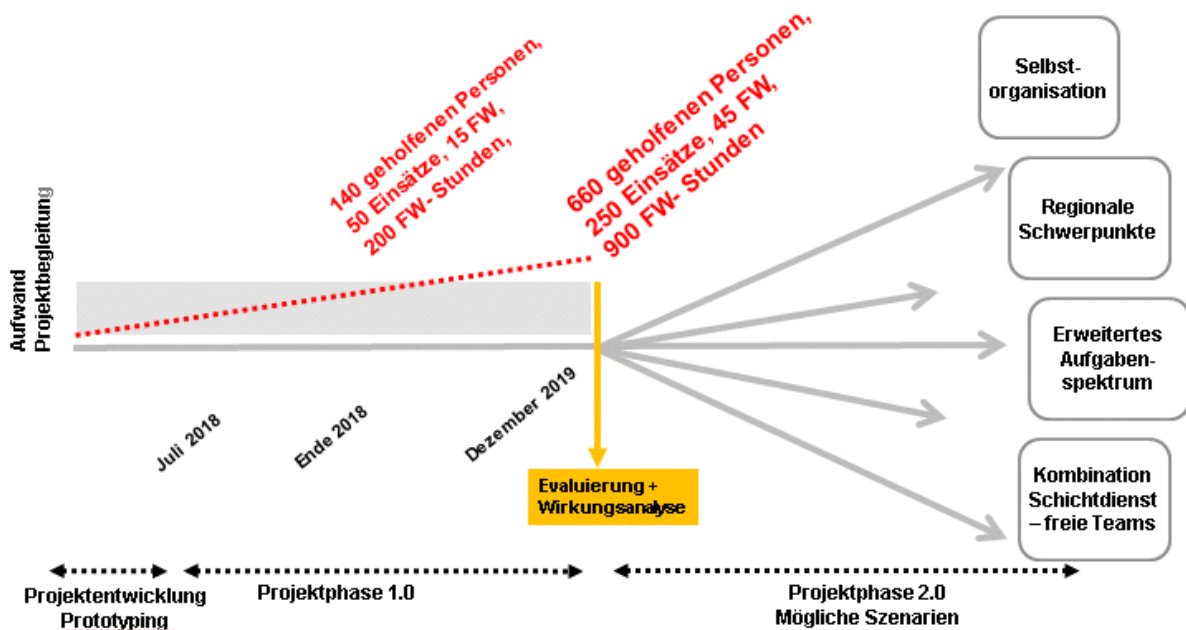 Aufwand
Projektbegleitung
140 geholfenen Personen,
50 Einsätze, 15 FW,
200 FW- Stunden,
660 geholfenen Personen,
250 Einsätze, 45 FW,
900 FW- Stunden
Selbst-
organisation
Regionale
Schwerpunkte
Erweitertes
Aufgaben-
spektrum
Kombination
Schichtdienst
– freie Teams
Juli 2018
Ende 2018
Dezember 2019
Evaluierung +
Wirkungsanalyse
Projektentwicklung
Prototyping
Projektphase 1.0
Projektphase 2.0
Mögliche Szenarien